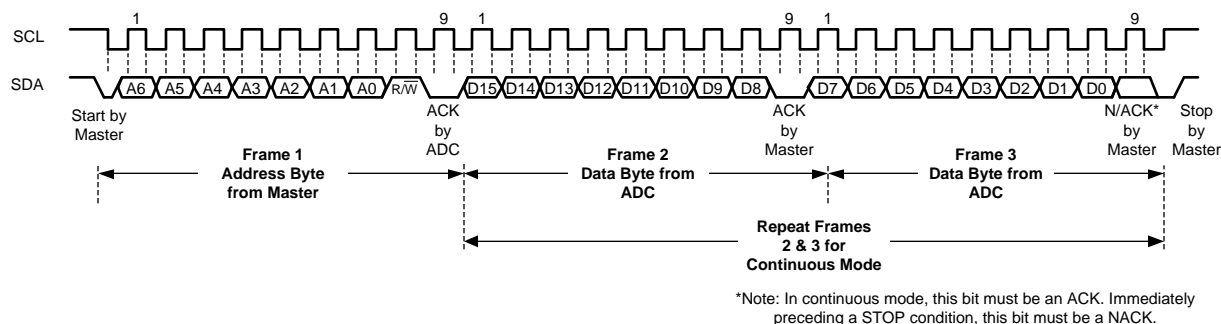 1 9 1 9 1 9
SCL
SDA
A6 A5 A4 A3 A2 A1 A0 R/W D15 D14 D13 D12 D11 D10 D9 D8 D7 D6 D5 D4 D3 D2 D1 D0
Start by
Master
ACK
by
ADC
ACK
by
Master
N/ACK*
by
Master
Stop
by
Master
Frame 1
Address Byte
from Master
Frame 2
Data Byte from
ADC
Frame 3
Data Byte from
ADC
Repeat Frames
2 & 3 for
Continuous Mode
*Note: In continuous mode, this bit must be an ACK. Immediately
preceding a STOP condition, this bit must be a NACK.